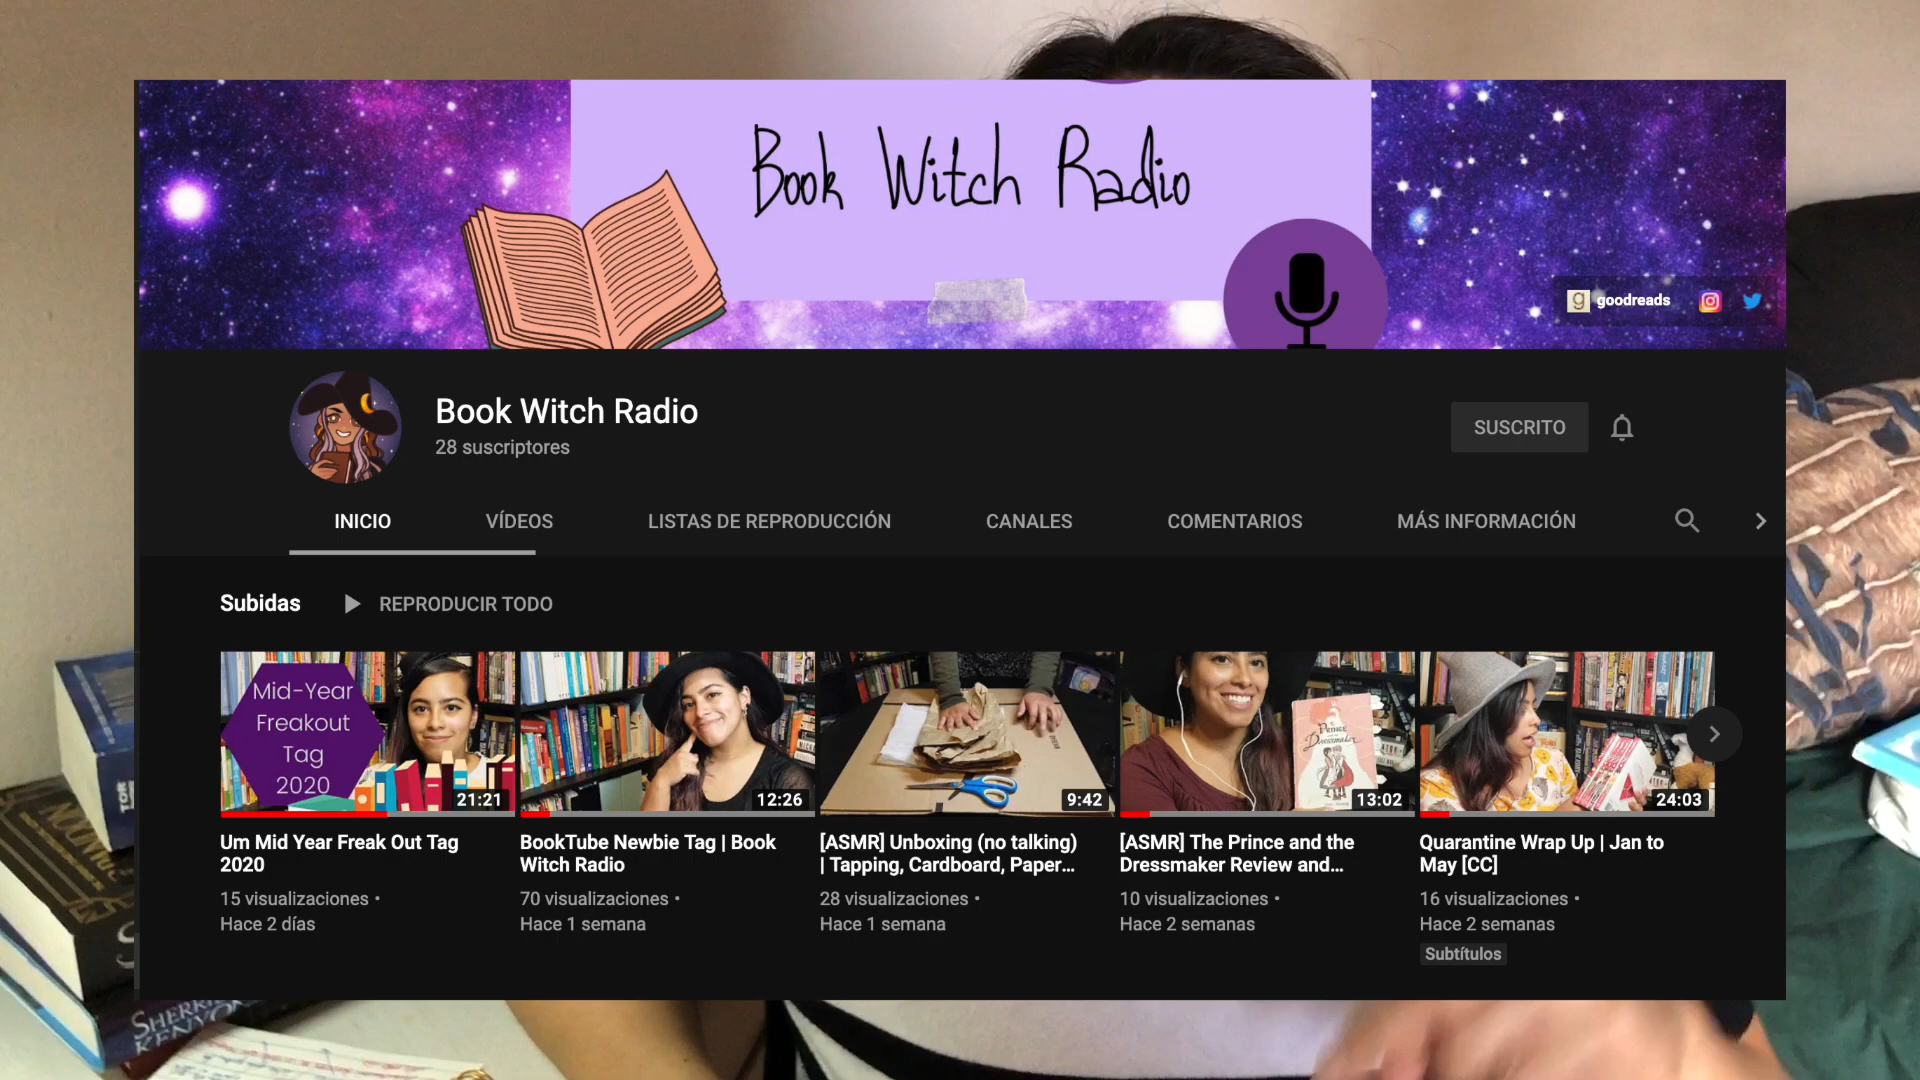 Book Witch Radio
goodreads
Book Witch Radio
28 suscriptores
SUSCRITO
INICIO VÍDEOS LISTAS DE REPRODUCCIÓN CANALES COMENTARIOS MÁS INFORMACIÓN
Subidas REPRODUCIR TODO
Mid-Year
Freakout
Tag
2020
21:21
Um Mid Year Freak Out Tag
2020
15 visualizaciones •
Hace 2 días
12:26
BookTube Newbie Tag | Book
Witch Radio
70 visualizaciones •
Hace 1 semana
9:42
[ASMR] Unboxing (no talking)
| Tapping, Cardboard, Paper...
28 visualizaciones •
Hace 1 semana
PRINCE
Dressmaker
13:02
[ASMR] The Prince and the
Dressmaker Review and...
10 visualizaciones •
Hace 2 semanas
24:03
Quarantine Wrap Up | Jan to
May [CC]
16 visualizaciones •
Hace 2 semanas
Subtítulos
TOR